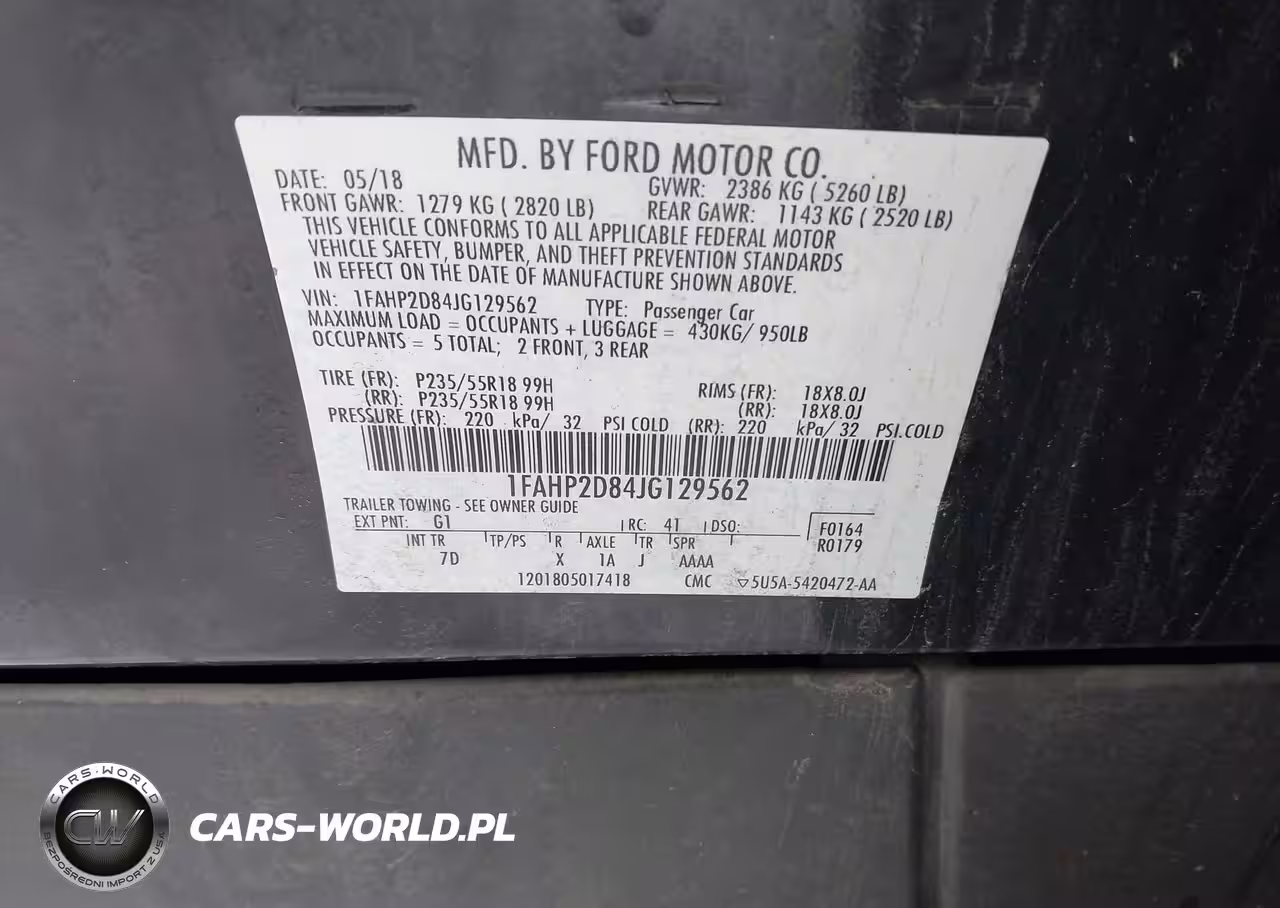 MFD. BY FORD MOTOR CO.
DATE: 05/18 GVWR: 2386 KG ( 5260 LB)
FRONT GAWR: 1279 KG ( 2820 LB) REAR GAWR: 1143 KG ( 2520 LB)
THIS VEHICLE CONFORMS TO ALL APPLICABLE FEDERAL MOTOR
VEHICLE SAFETY, BUMPER, AND THEFT PREVENTION STANDARDS
IN EFFECT ON THE DATE OF MANUFACTURE SHOWN ABOVE.
VIN: 1FAHP2D84JG129562 TYPE: Passenger Car
MAXIMUM LOAD = OCCUPANTS + LUGGAGE = 430KG/ 950LB
OCCUPANTS = 5 TOTAL; 2 FRONT, 3 REAR
TIRE (FR): P235/55R18 99H RIMS (FR): 18X8.0J
(RR): P235/55R18 99H (RR): 18X8.0J
PRESSURE (FR): 220 kPa/ 32 PSI COLD (RR): 220 kPa/ 32 PSI.COLD
1FAHP2D84JG129562
TRAILER TOWING - SEE OWNER GUIDE
EXT PNT: G1 RC: 41 DSO: F0164
INT TR TP/PS R AXLE TR SPR R0179
7D X 1A J AAAA
1201805017418 CMC ▽5U5A-5420472-AA
CARS-WORLD
CW
BEZPOŚREDNI IMPORT Z USA
CARS-WORLD.PL